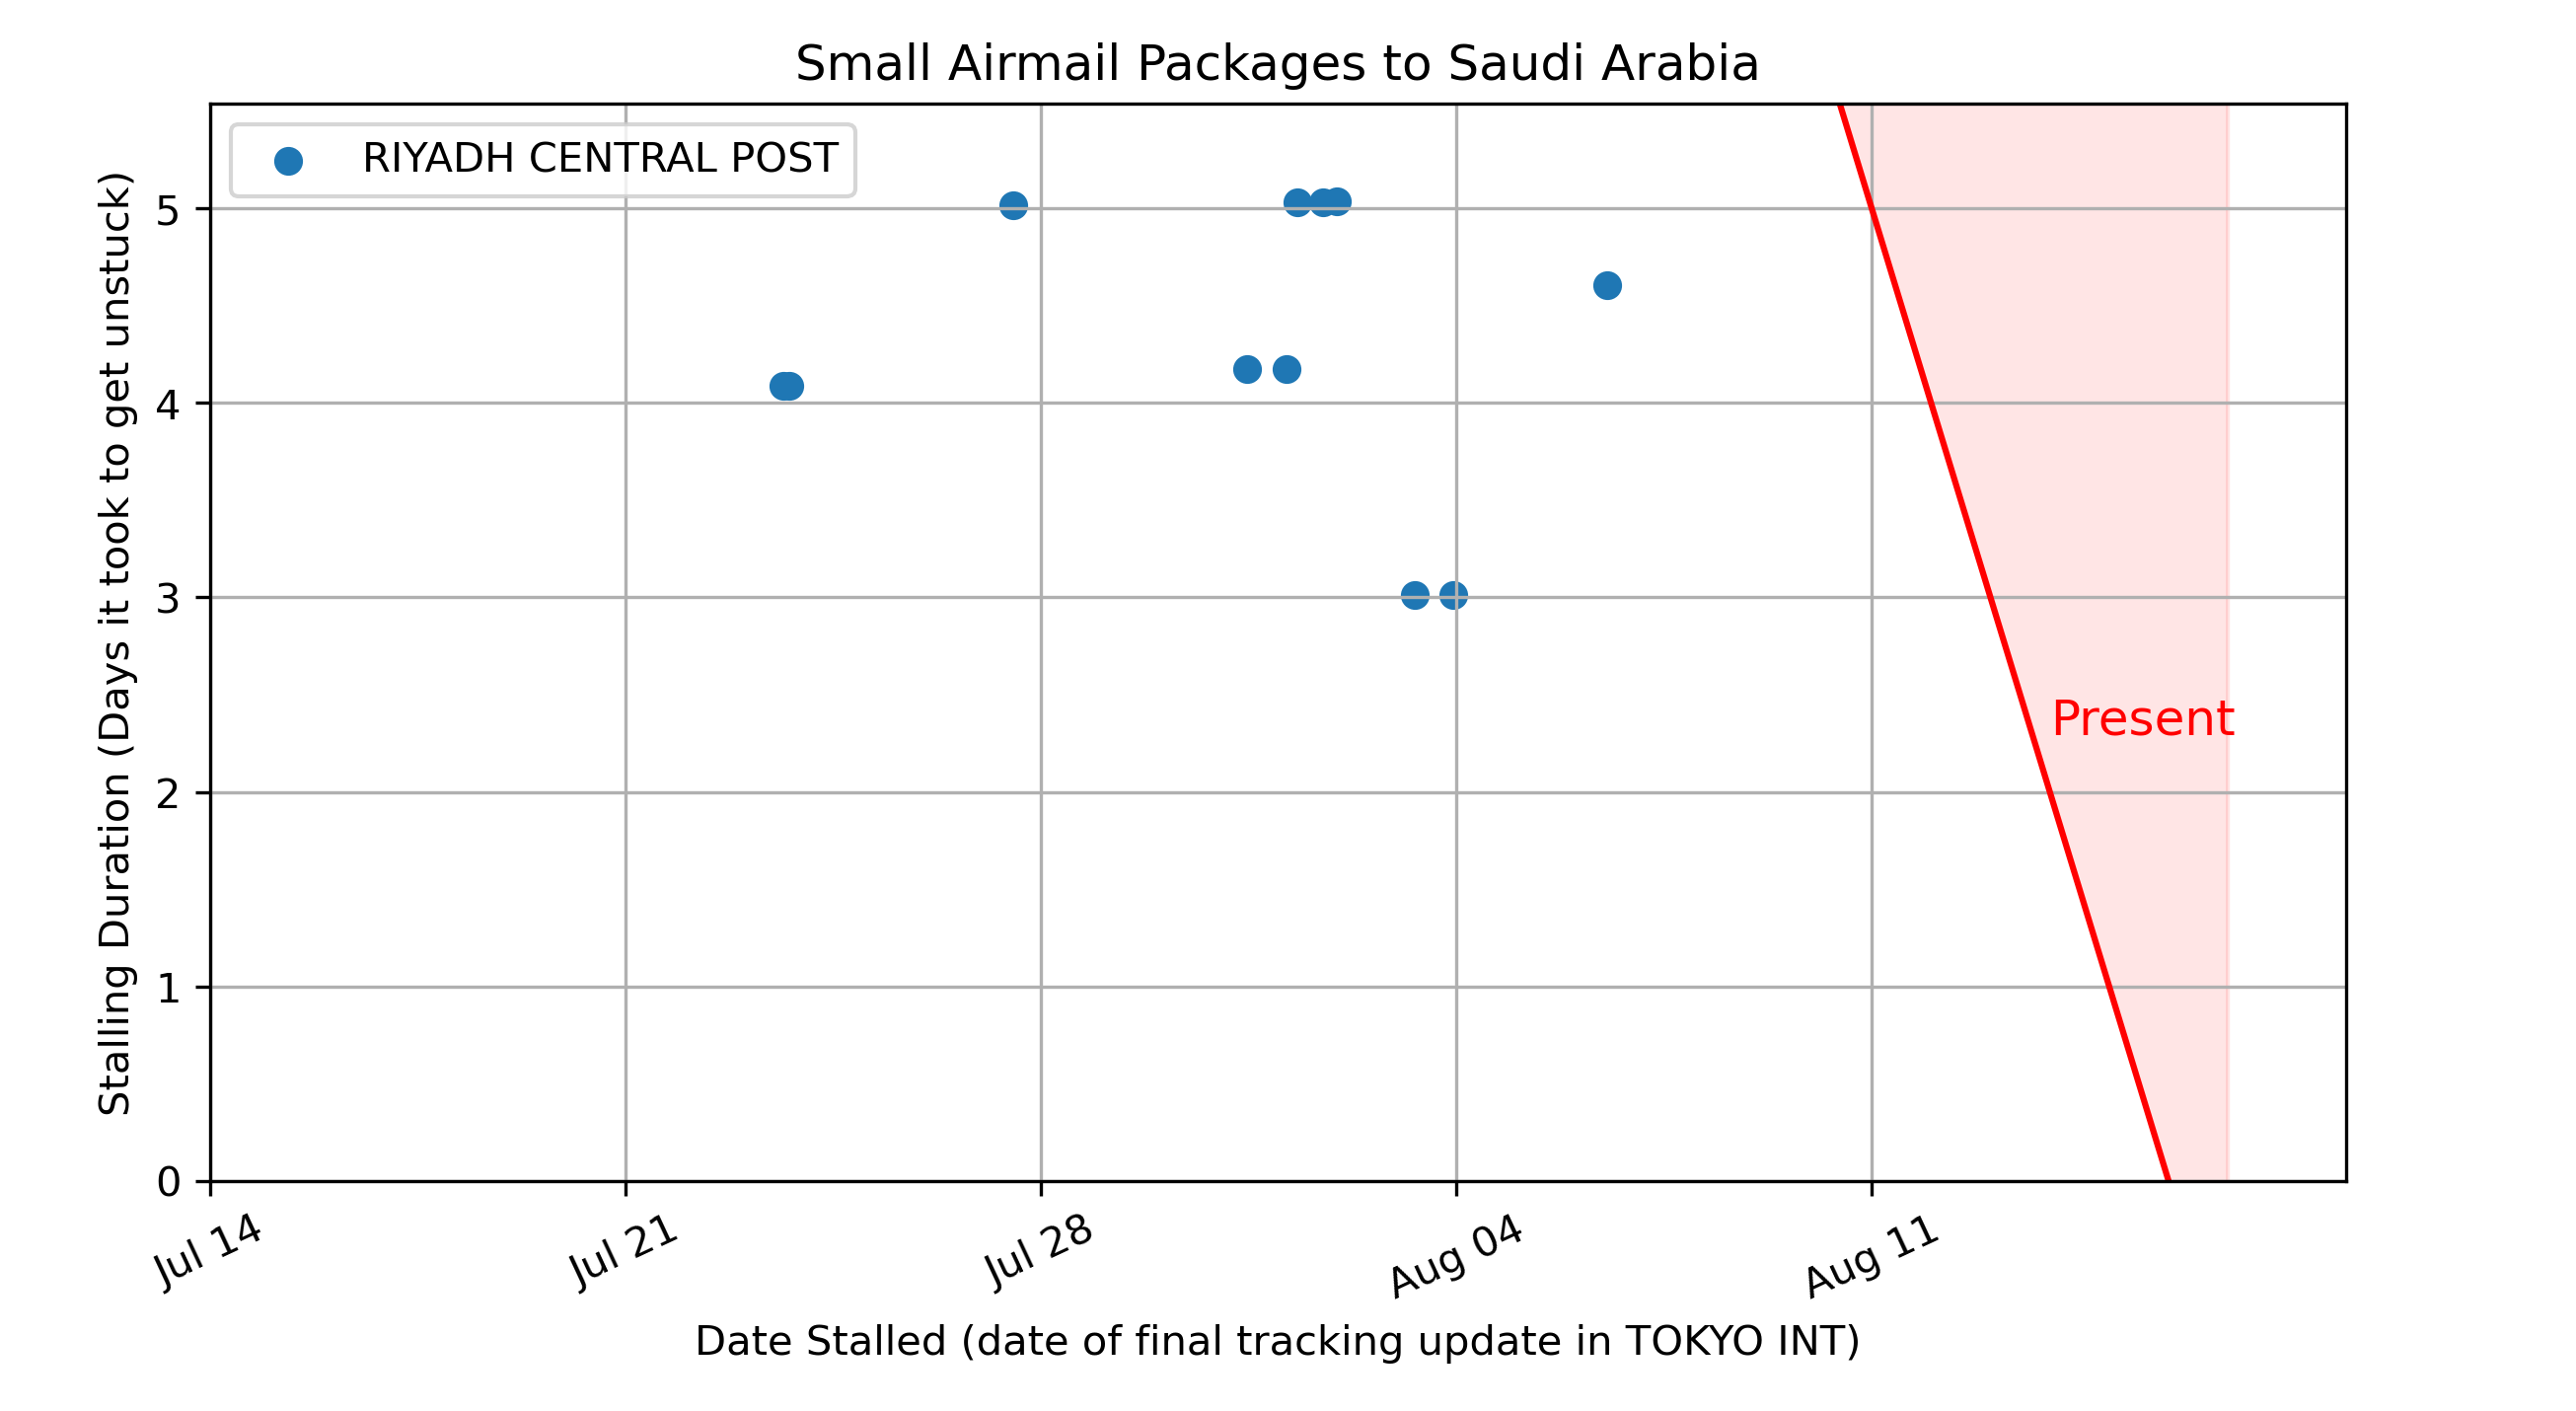 Small Airmail Packages to Saudi Arabia
RIYADH CENTRAL POST
Stalling Duration (Days it took to get unstuck)
5
4
3
2
1
0
Present
Jul 14
Jul 21
Jul 28
Aug 04
Aug 11
Date Stalled (date of final tracking update in TOKYO INT)